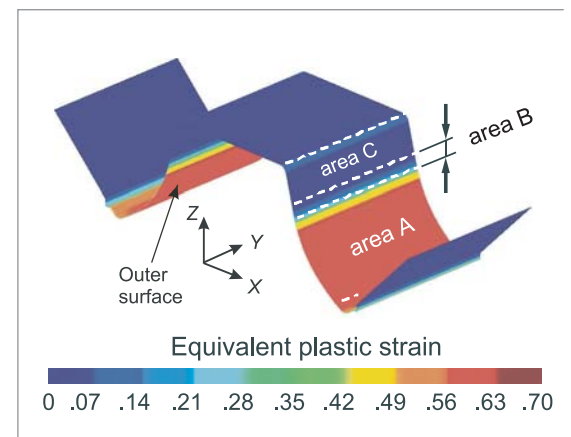 area B
area C
area A
Z
Y
X
Outer
surface
Equivalent plastic strain
0 .07 .14 .21 .28 .35 .42 .49 .56 .63 .70